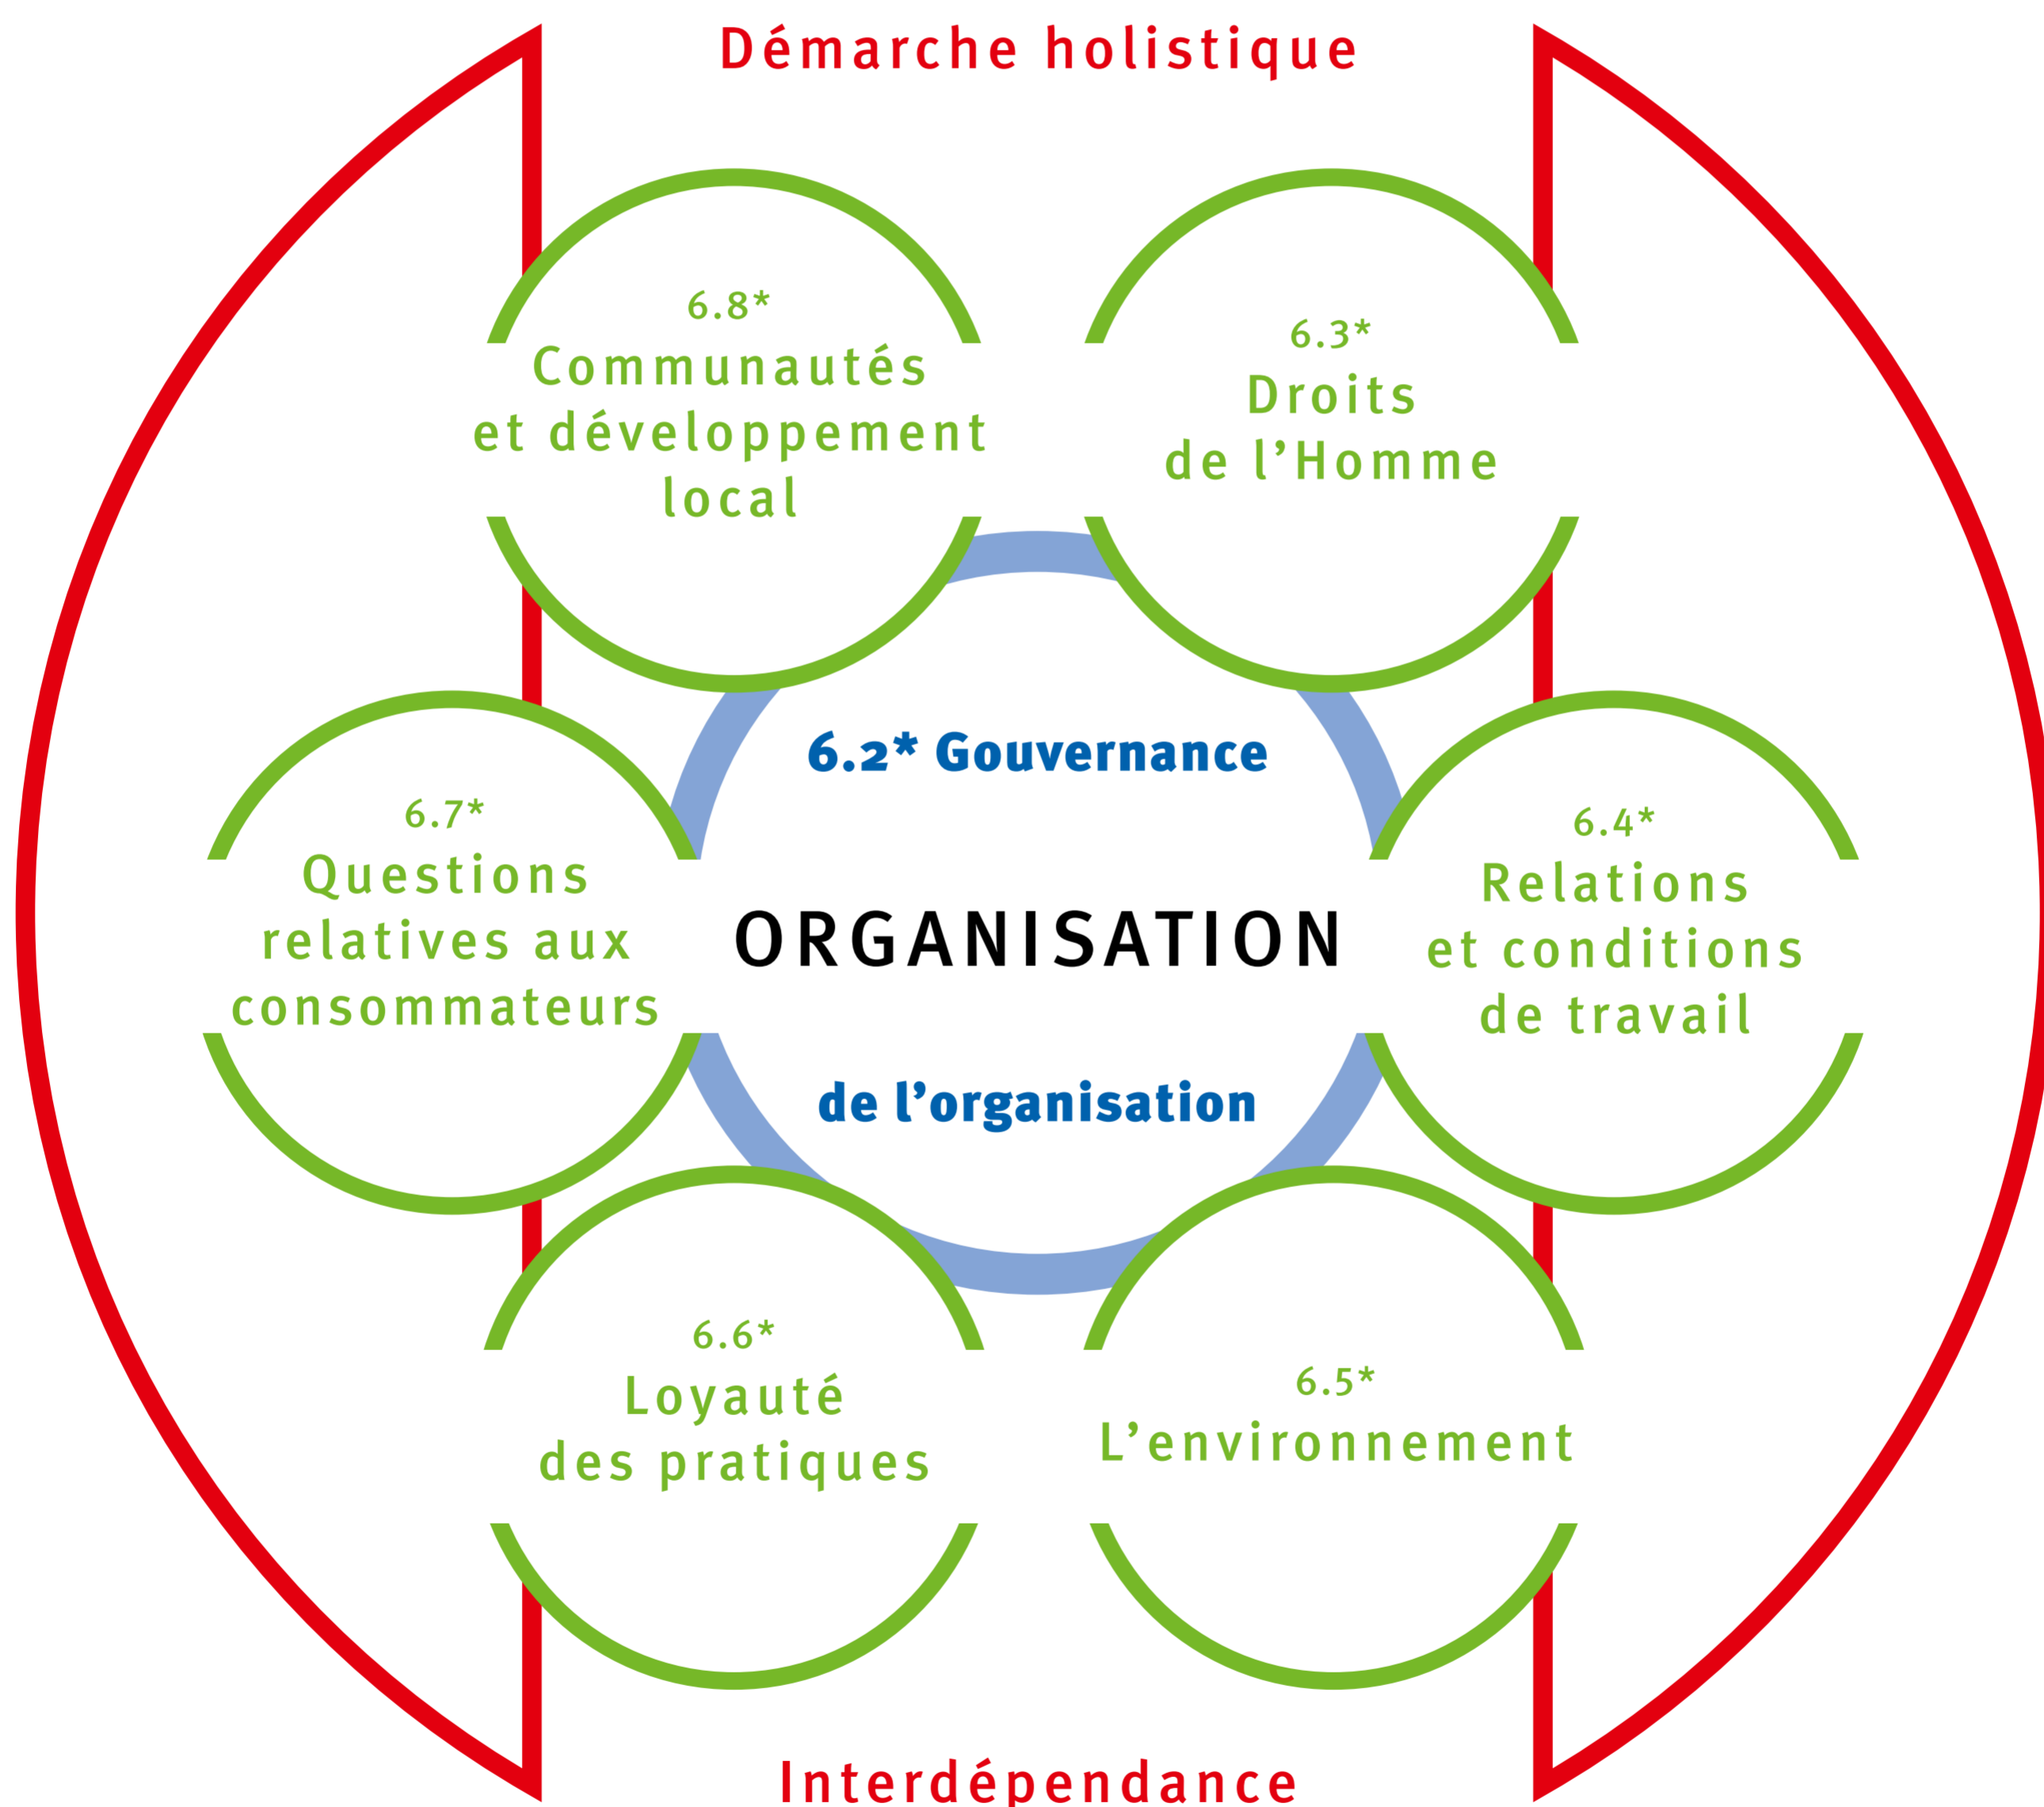 Démarche holistique
6.8*
Communautés
et développement
local
6.3*
Droits
de l’Homme
6.2* Gouvernance
6.7*
Questions
relatives aux
consommateurs
ORGANISATION
6.4*
Relations
et conditions
de travail
de l’organisation
6.6*
Loyauté
des pratiques
6.5*
L’environnement
Interdépendance